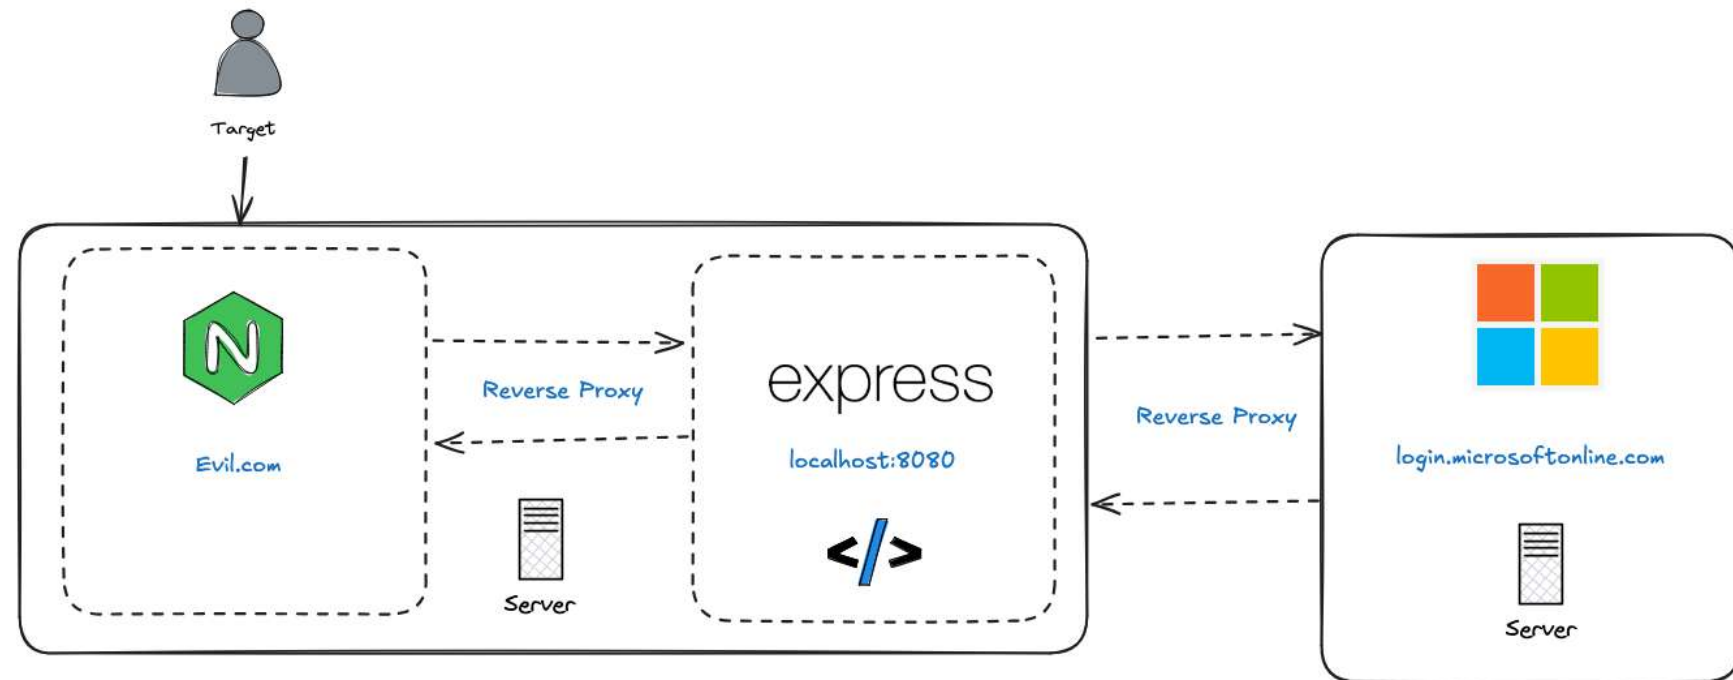 Target
N
Evil.com
Reverse Proxy
Server
express
localhost:8080
</>
Reverse Proxy
login.microsoftonline.com
Server